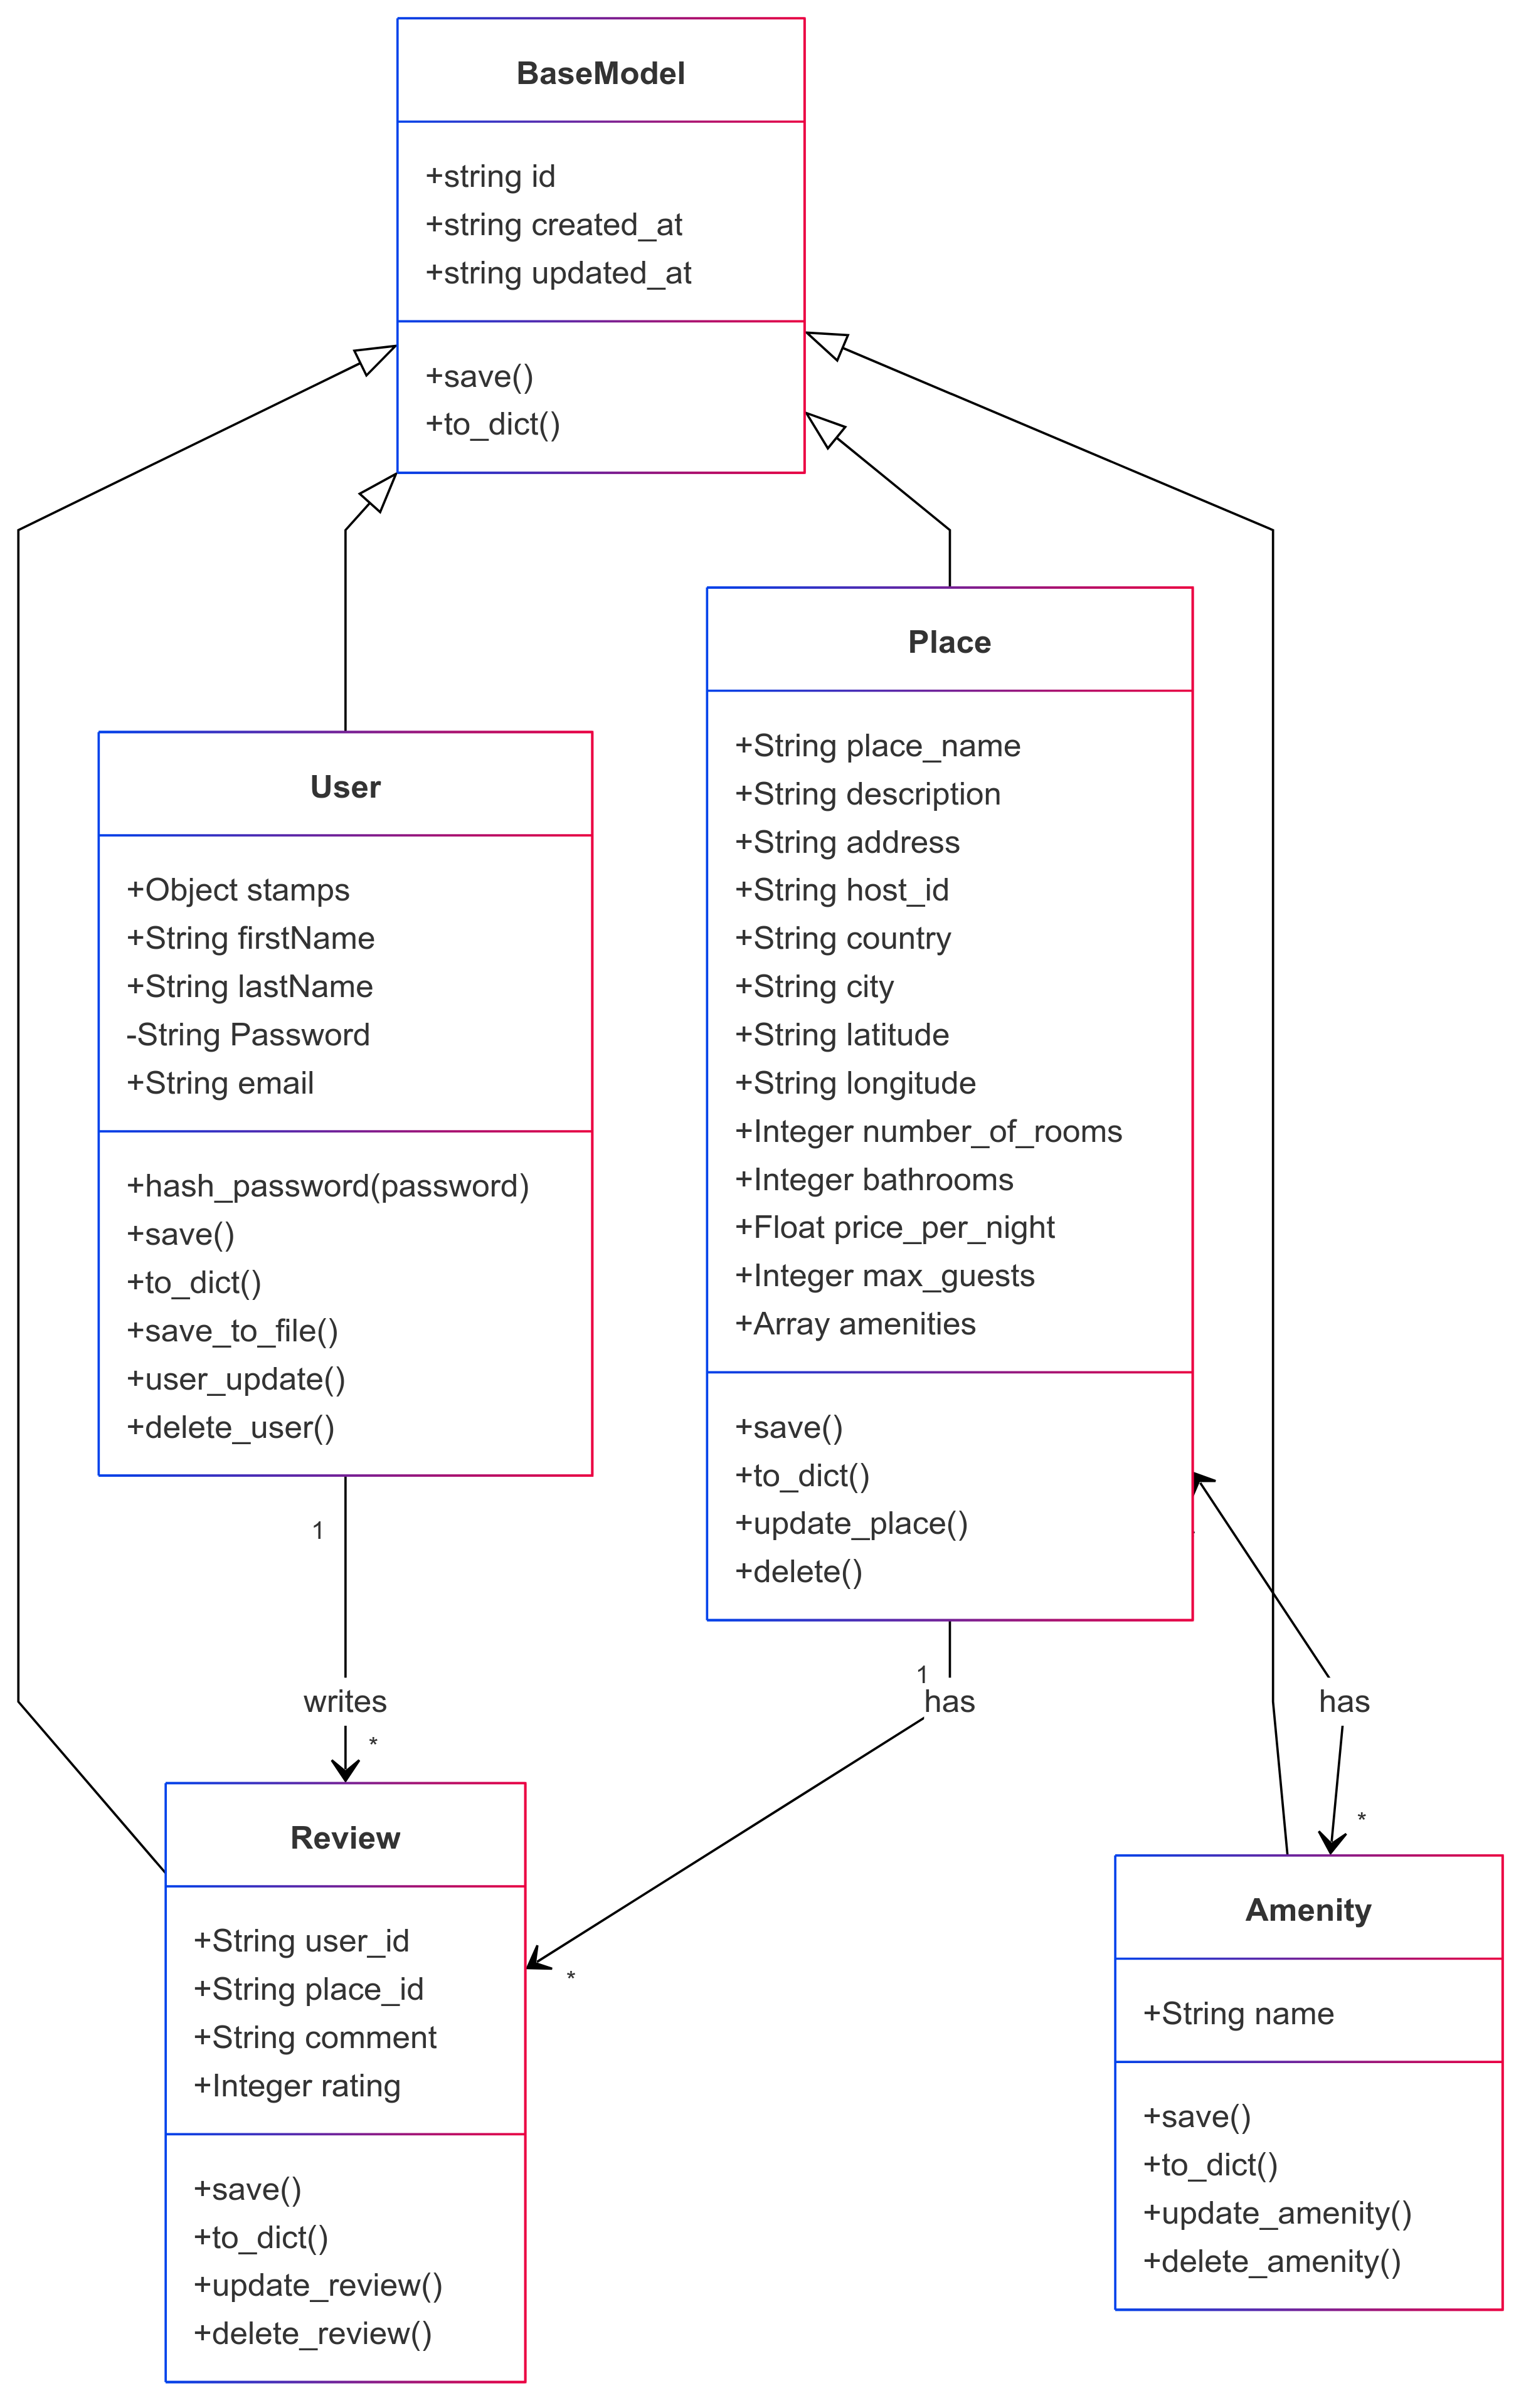 BaseModel
+string id
+string created_at
+string updated_at
+save()
+to_dict()
Place
+String place_name
+String description
+String address
+String host_id
+String country
+String city
+String latitude
+String longitude
+Integer number_of_rooms
+Integer bathrooms
+Float price_per_night
+Integer max_guests
+Array amenities
+save()
+to_dict()
+update_place()
+delete()
User
+Object stamps
+String firstName
+String lastName
-String Password
+String email
+hash_password(password)
+save()
+to_dict()
+save_to_file()
+user_update()
+delete_user()
1
writes
*
1
has
*
has
*
Review
+String user_id
+String place_id
+String comment
+Integer rating
+save()
+to_dict()
+update_review()
+delete_review()
Amenity
+String name
+save()
+to_dict()
+update_amenity()
+delete_amenity()